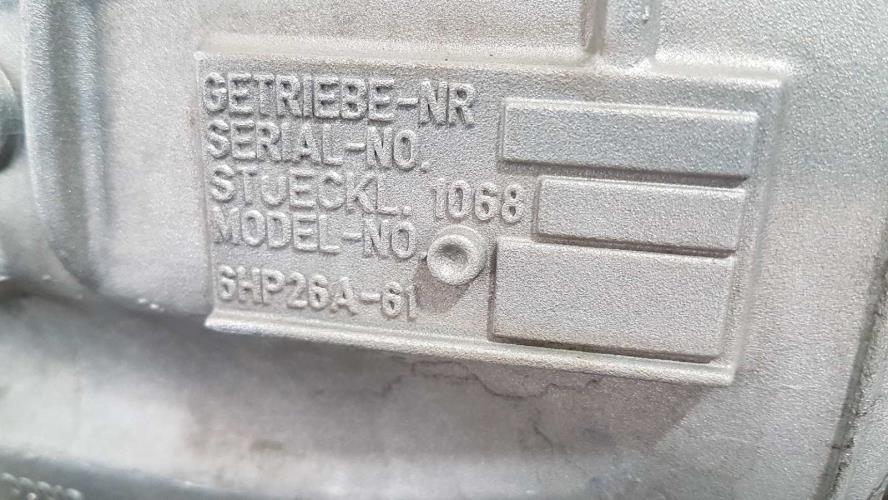 GETRIEBE-NR
SERIAL-NO.
STUECKL. 1068
MODEL-NO.
6HP26A-61